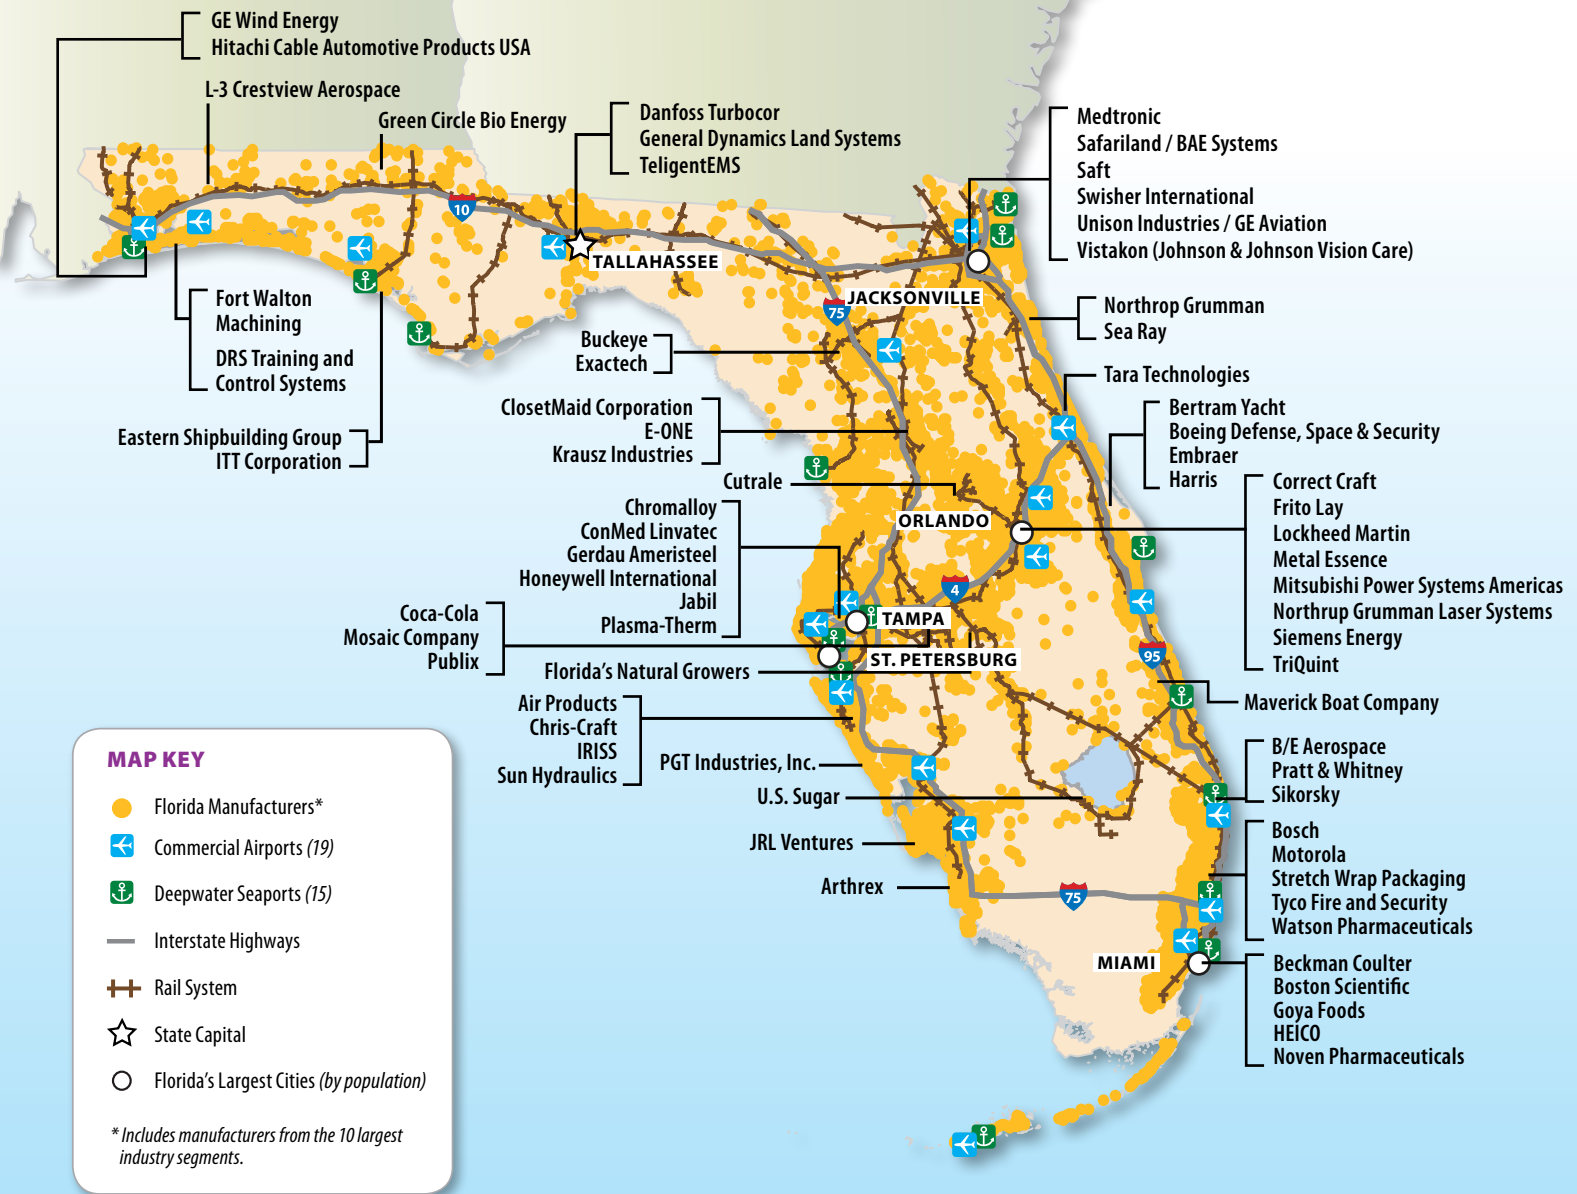 GE Wind Energy
Hitachi Cable Automotive Products USA
L-3 Crestview Aerospace
Green Circle Bio Energy
Danfoss Turbocor
General Dynamics Land Systems
TeligentEMS
Medtronic
Safariland / BAE Systems
Saft
Swisher International
Unison Industries / GE Aviation
Vistakon (Johnson & Johnson Vision Care)
10
TALLAHASSEE
JACKSONVILLE
75
Fort Walton
Machining
DRS Training and
Control Systems
Eastern Shipbuilding Group
ITT Corporation
Northrop Grumman
Sea Ray
Buckeye
Exactech
Tara Technologies
ClosetMaid Corporation
E-ONE
Krausz Industries
Bertram Yacht
Boeing Defense, Space & Security
Embraer
Harris
Cutrale
ORLANDO
Correct Craft
Frito Lay
Lockheed Martin
Metal Essence
Mitsubishi Power Systems Americas
Northrup Grumman Laser Systems
Siemens Energy
TriQuint
Chromalloy
ConMed Linvatec
Gerdau Ameristeel
Honeywell International
Jabil
Plasma-Therm
4
TAMPA
Coca-Cola
Mosaic Company
Publix
ST. PETERSBURG
95
Florida's Natural Growers
Maverick Boat Company
Air Products
Chris-Craft
IRISS
Sun Hydraulics
PGT Industries, Inc.
U.S. Sugar
B/E Aerospace
Pratt & Whitney
Sikorsky
JRL Ventures
Arthrex
75
Bosch
Motorola
Stretch Wrap Packaging
Tyco Fire and Security
Watson Pharmaceuticals
MIAMI
Beckman Coulter
Boston Scientific
Goya Foods
HEICO
Noven Pharmaceuticals
MAP KEY
Florida Manufacturers*
Commercial Airports (19)
Deepwater Seaports (15)
Interstate Highways
Rail System
State Capital
Florida's Largest Cities (by population)
* Includes manufacturers from the 10 largest
industry segments.